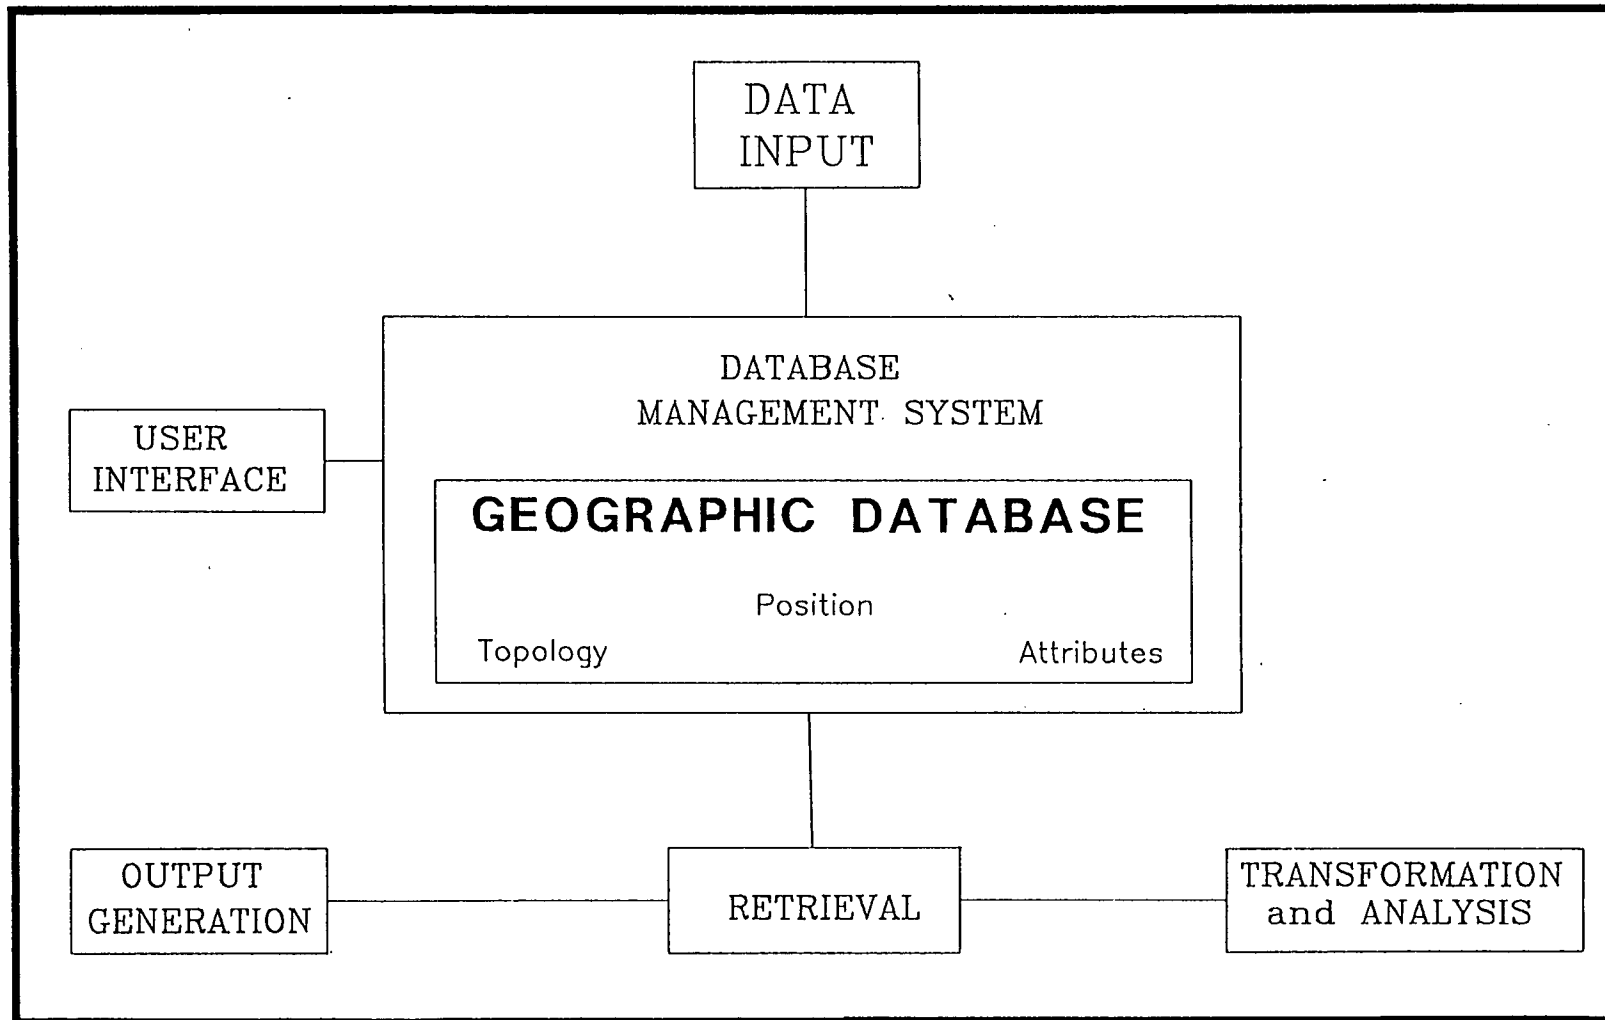 DATA
INPUT
DATABASE
MANAGEMENT SYSTEM
USER
INTERFACE
GEOGRAPHIC DATABASE
Position
Topology
Attributes
OUTPUT
GENERATION
RETRIEVAL
TRANSFORMATION
and ANALYSIS